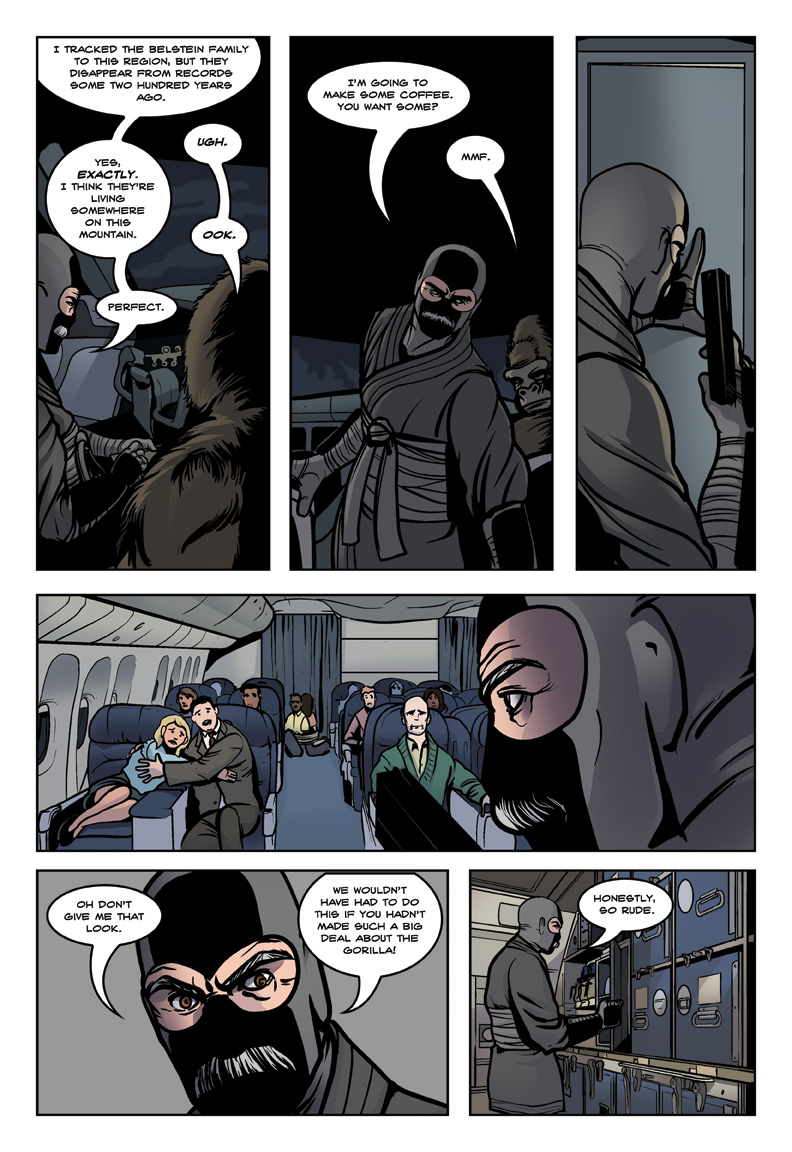 I TRACKED THE BELSTEIN FAMILY
TO THIS REGION, BUT THEY
DISAPPEAR FROM RECORDS
SOME TWO HUNDRED YEARS
AGO.
UGH.
YES,
EXACTLY.
I THINK THEY'RE
LIVING
SOMEWHERE
ON THIS
MOUNTAIN.
OOK.
PERFECT.
I'M GOING TO
MAKE SOME COFFEE.
YOU WANT SOME?
MMF.
OH DON'T
GIVE ME THAT
LOOK.
WE WOULDN'T
HAVE HAD TO DO
THIS IF YOU HADN'T
MADE SUCH A BIG
DEAL ABOUT THE
GORILLA!
HONESTLY,
SO RUDE.